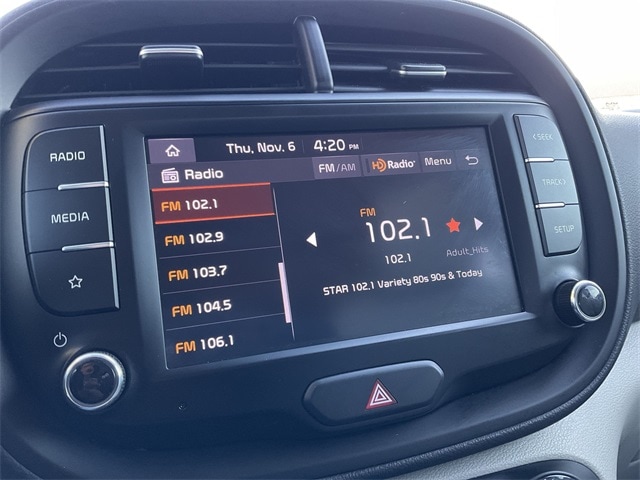 RADIO
MEDIA
Thu, Nov. 6 4:20 PM
Radio FM/AM HD Radio Menu
FM 102.1
FM 102.9
FM 103.7
FM 104.5
FM 106.1
FM
102.1
102.1
Adult_Hits
STAR 102.1 Variety 80s 90s & Today
< SEEK
TRACK >
SETUP